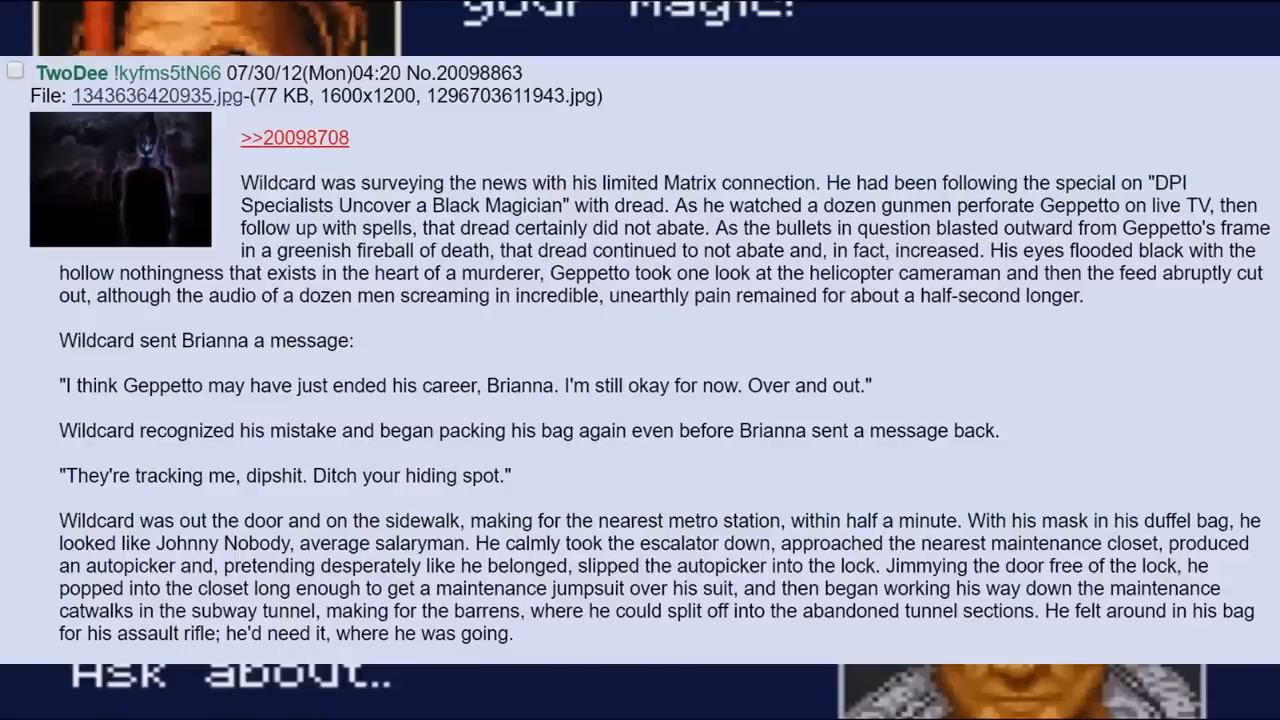 your magic!
TwoDee !kyfms5tN66 07/30/12(Mon)04:20 No.20098863
File: 1343636420935.jpg-(77 KB, 1600x1200, 1296703611943.jpg)
>>20098708
Wildcard was surveying the news with his limited Matrix connection. He had been following the special on "DPI
Specialists Uncover a Black Magician" with dread. As he watched a dozen gunmen perforate Geppetto on live TV, then
follow up with spells, that dread certainly did not abate. As the bullets in question blasted outward from Geppetto's frame
in a greenish fireball of death, that dread continued to not abate and, in fact, increased. His eyes flooded black with the
hollow nothingness that exists in the heart of a murderer, Geppetto took one look at the helicopter cameraman and then the feed abruptly cut
out, although the audio of a dozen men screaming in incredible, unearthly pain remained for about a half-second longer.
Wildcard sent Brianna a message:
"I think Geppetto may have just ended his career, Brianna. I'm still okay for now. Over and out."
Wildcard recognized his mistake and began packing his bag again even before Brianna sent a message back.
"They're tracking me, dipshit. Ditch your hiding spot."
Wildcard was out the door and on the sidewalk, making for the nearest metro station, within half a minute. With his mask in his duffel bag, he
looked like Johnny Nobody, average salaryman. He calmly took the escalator down, approached the nearest maintenance closet, produced
an autopicker and, pretending desperately like he belonged, slipped the autopicker into the lock. Jimmying the door free of the lock, he
popped into the closet long enough to get a maintenance jumpsuit over his suit, and then began working his way down the maintenance
catwalks in the subway tunnel, making for the barrens, where he could split off into the abandoned tunnel sections. He felt around in his bag
for his assault rifle; he'd need it, where he was going.
Ask about..